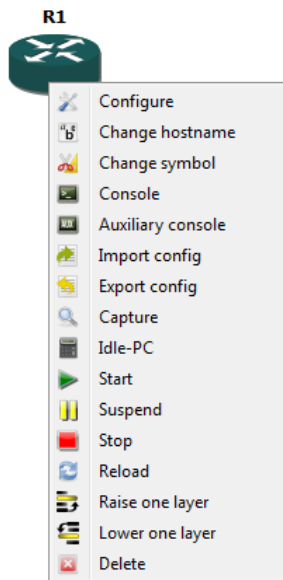 R1
Configure
Change hostname
Change symbol
Console
Auxiliary console
Import config
Export config
Capture
Idle-PC
Start
Suspend
Stop
Reload
Raise one layer
Lower one layer
Delete